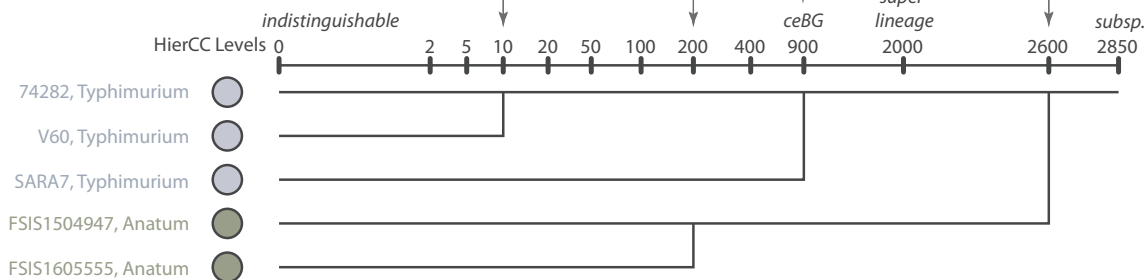 super
indistinguishable ceBG lineage subsp.
HierCC Levels 0 2 5 10 20 50 100 200 400 900 2000 2600 2850
74282, Typhimurium
V60, Typhimurium
SARA7, Typhimurium
FSIS1504947, Anatum
FSIS1605555, Anatum